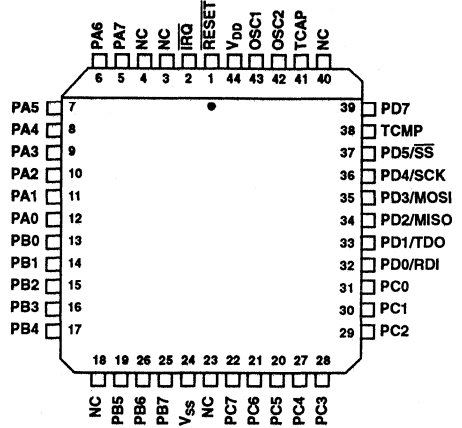 PA6 PA7 NC NC IRQ RESET VDD OSC1 OSC2 TCAP NC
6 5 4 3 2 1 44 43 42 41 40
PA5 7 39 PD7
PA4 8 38 TCMP
PA3 9 37 PD5/SS
PA2 10 36 PD4/SCK
PA1 11 35 PD3/MOSI
PA0 12 34 PD2/MISO
PB0 13 33 PD1/TDO
PB1 14 32 PD0/RDI
PB2 15 31 PC0
PB3 16 30 PC1
PB4 17 29 PC2
18 19 26 25 24 23 22 21 20 27 28
NC PB5 PB6 PB7 VSS NC PC7 PC6 PC5 PC4 PC3